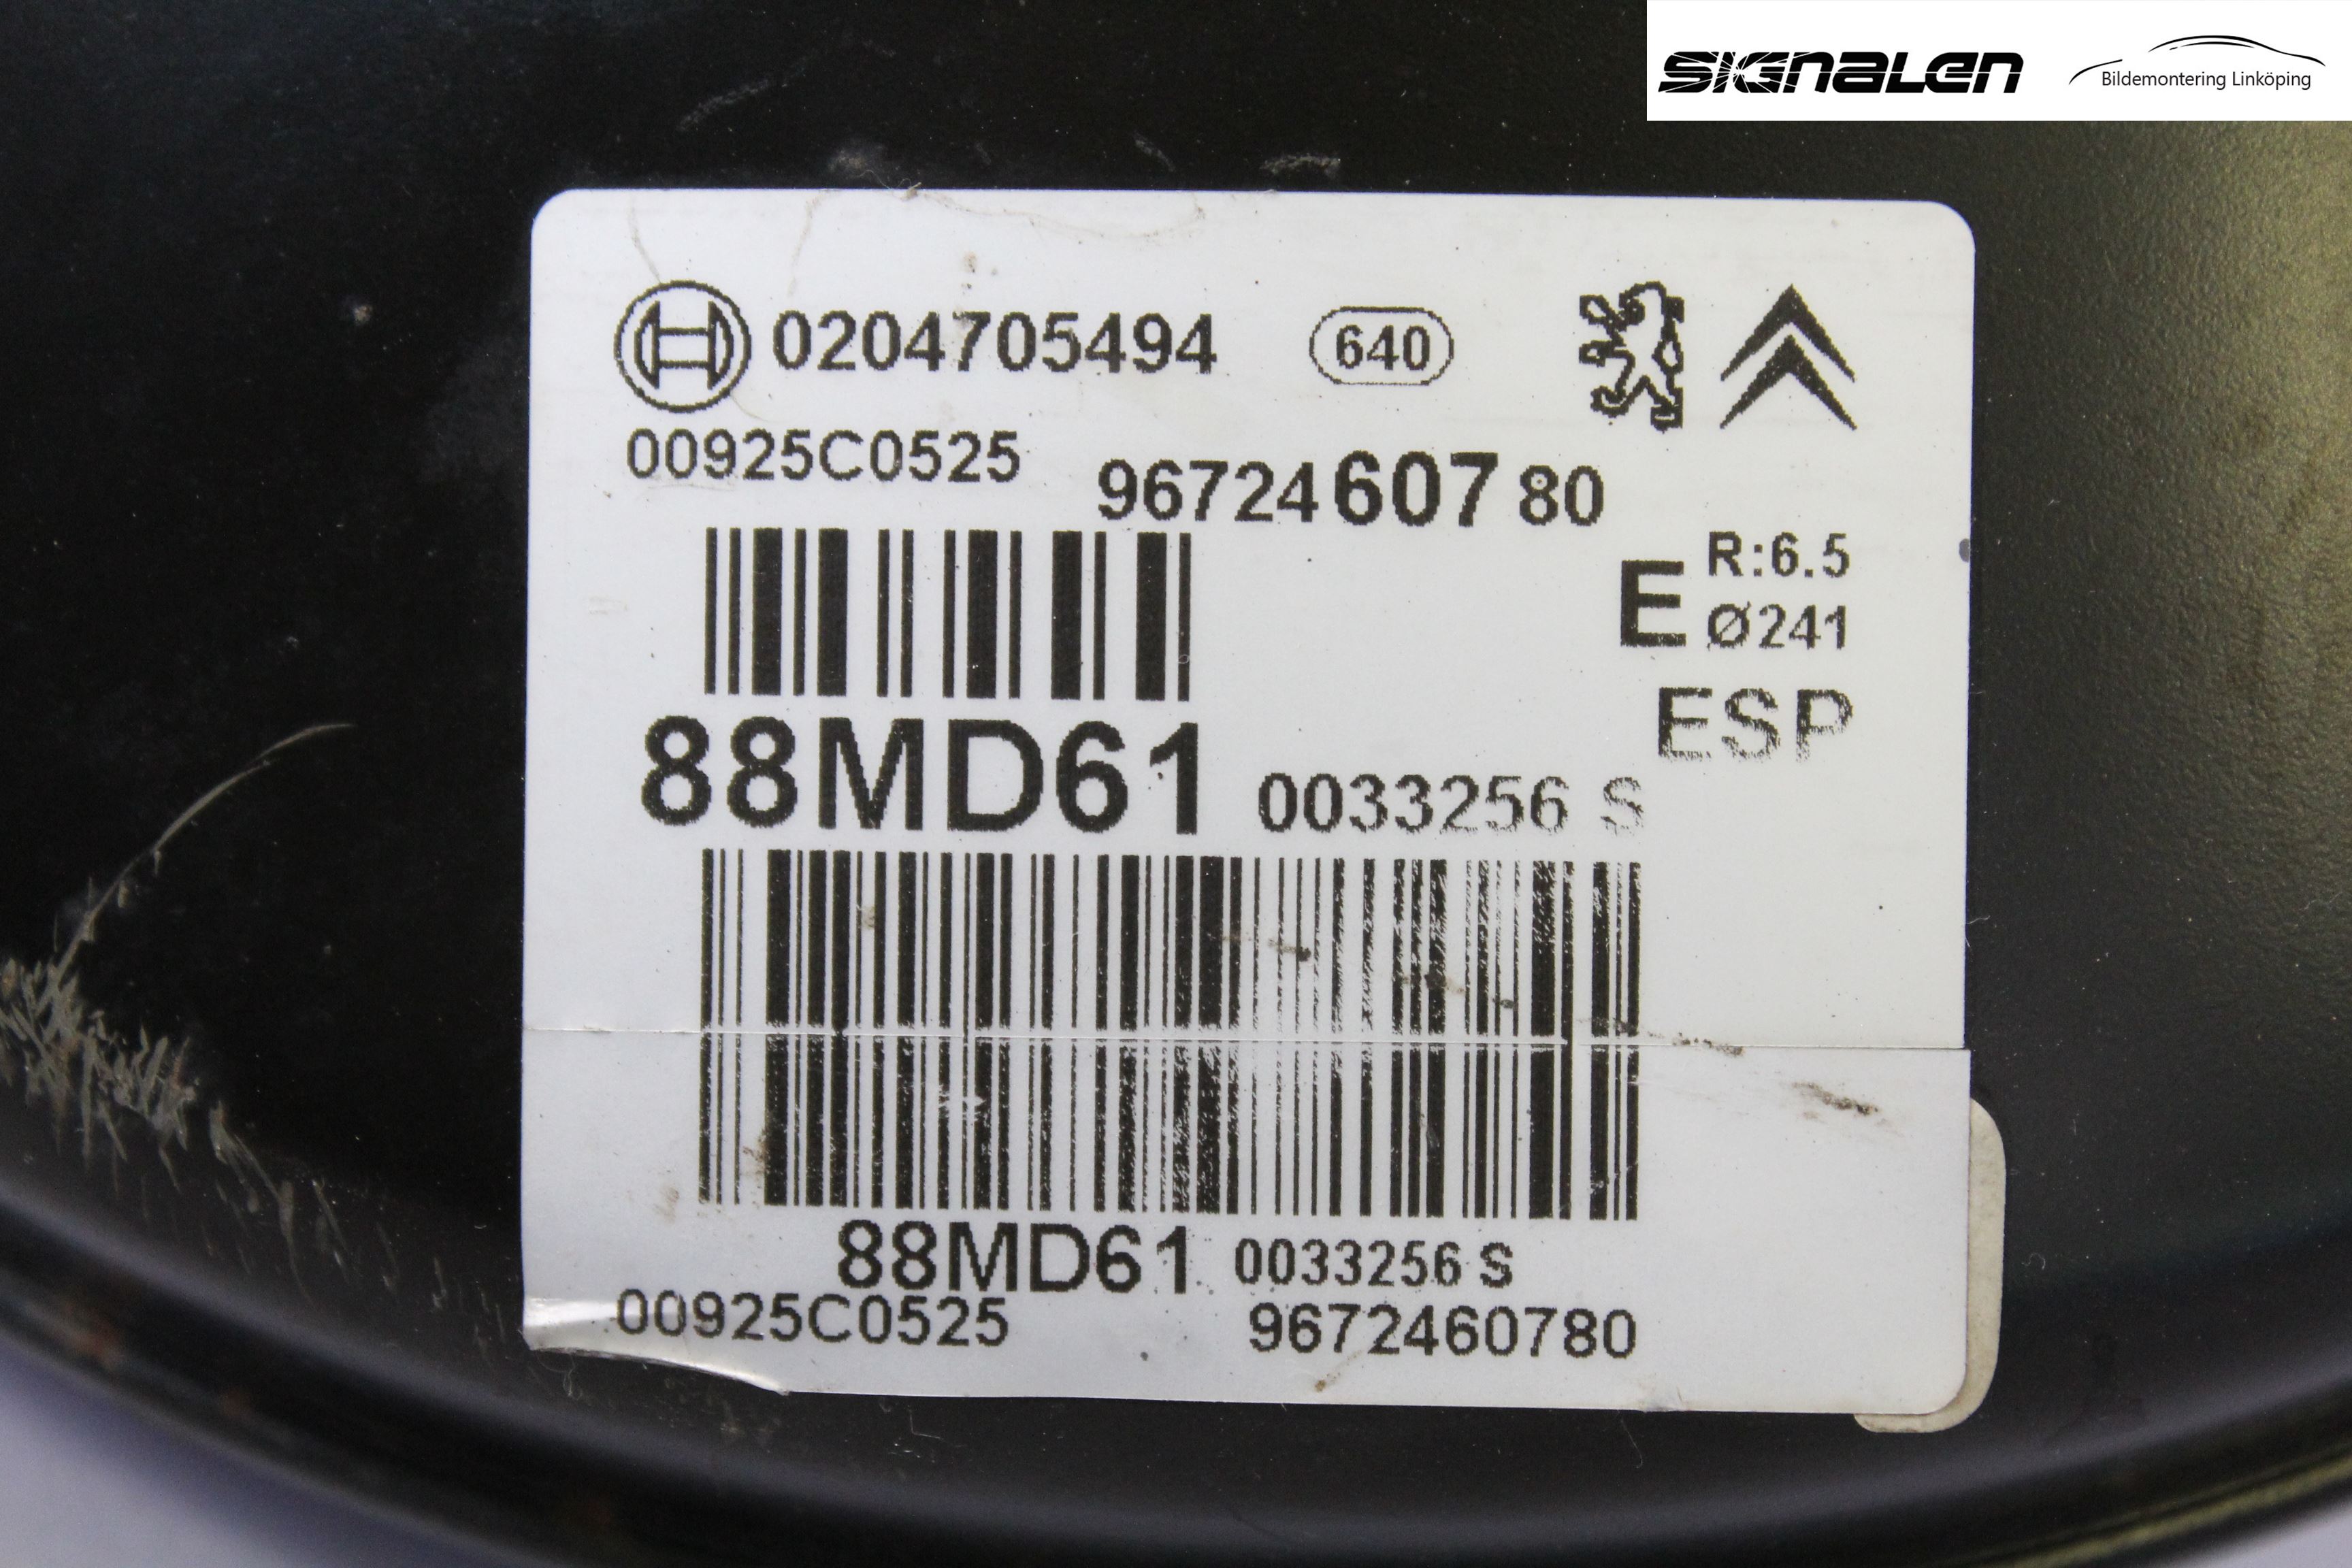 SIGNALEN
Bildemontering Linköping
0204705494 640
00925C0525
9672460780
E R:6.5
Ø241
ESP
88MD61 0033256 S
88MD61 0033256 S
00925C0525 9672460780